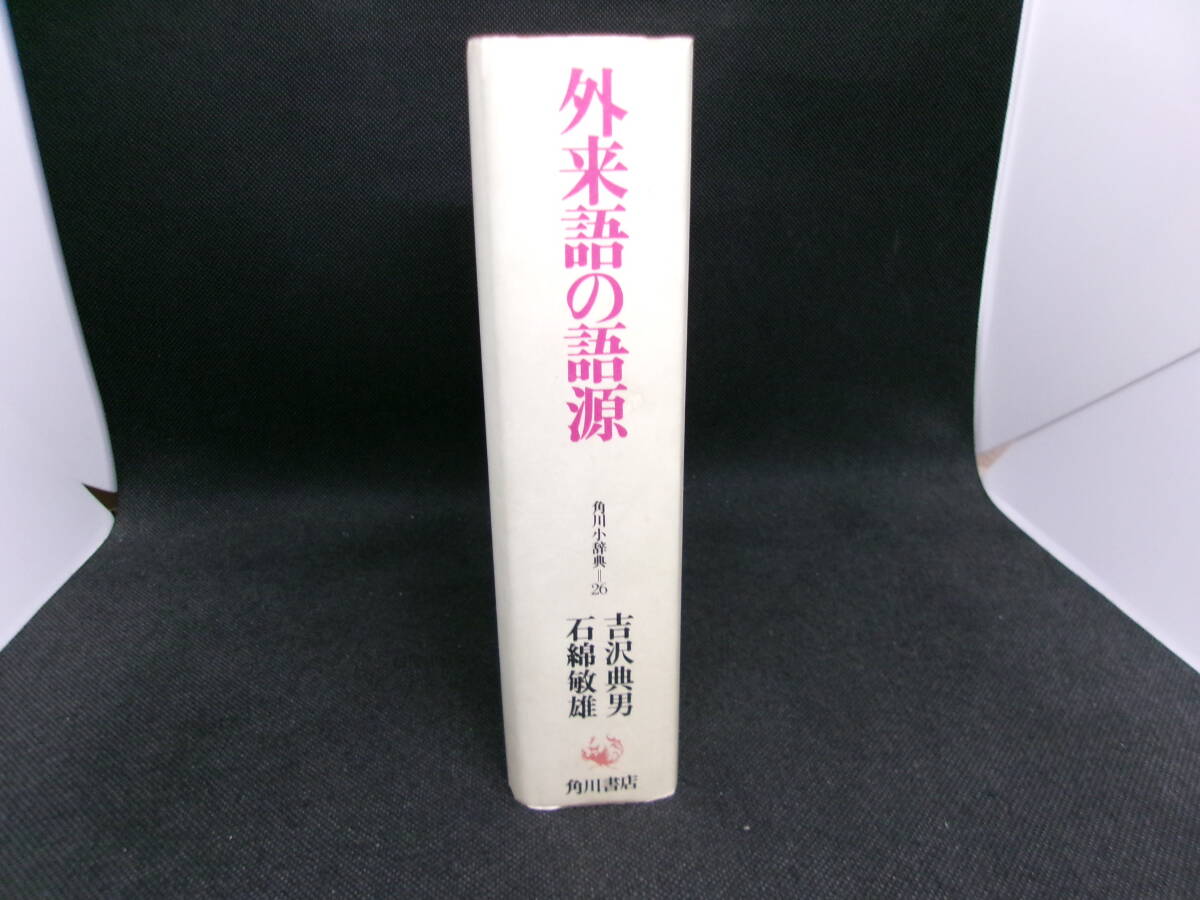 外来語の語源
角川小辞典=26
吉沢典男
石綿敏雄
角川書店